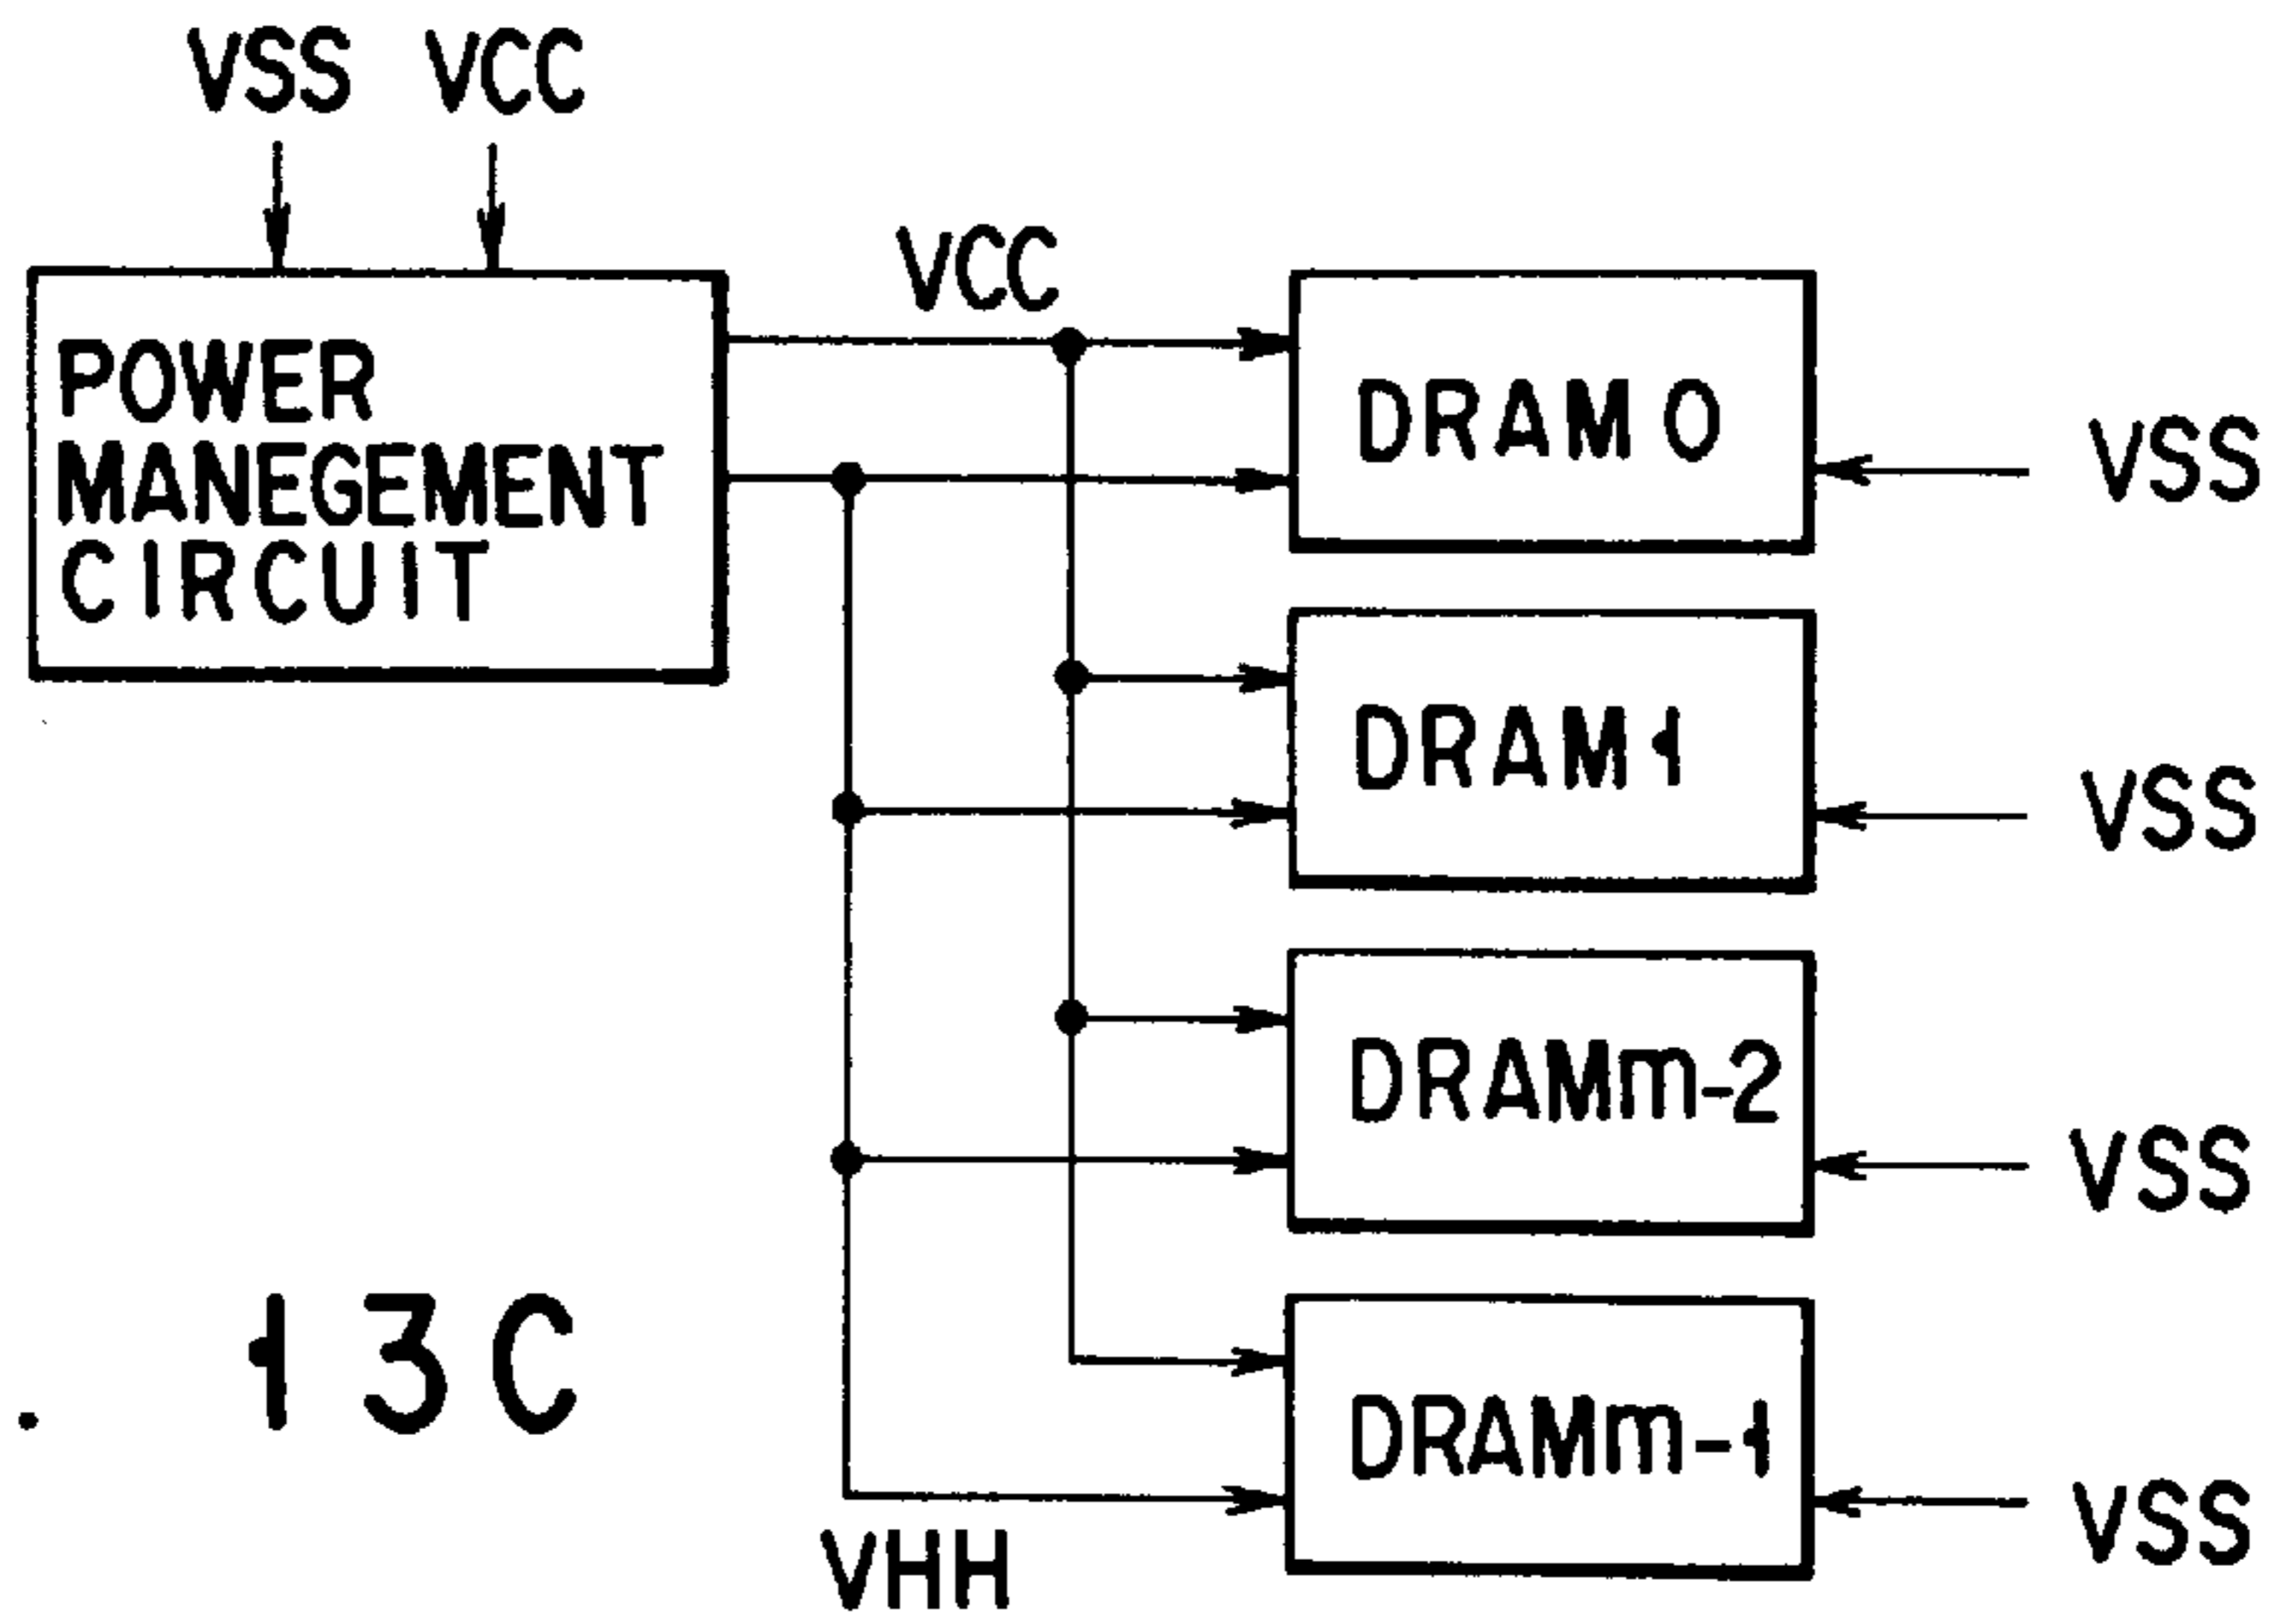 VSS VCC
VCC
POWER
MANEGEMENT
CIRCUIT
DRAM 0
VSS
DRAM 1
VSS
DRAMm-2
VSS
DRAMm-1
VSS
VHH
. 13C